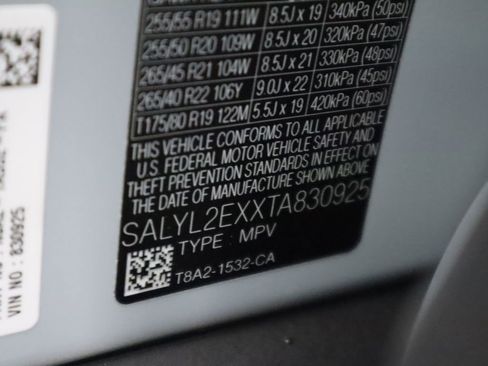 255/55 R19 111W 8.5J x 19 340kPa (50psi)
255/50 R20 109W 8.5J x 20 320kPa (47psi)
265/45 R21 104W 8.5J x 21 330kPa (48psi)
265/40 R22 106Y 9.0J x 22 310kPa (45psi)
T175/80 R19 122M 5.5J x 19 420kPa (60psi)
THIS VEHICLE CONFORMS TO ALL APPLICABLE
U.S. FEDERAL MOTOR VEHICLE SAFETY AND
THEFT PREVENTION STANDARDS IN EFFECT ON
THE DATE OF MANUFACTURE SHOWN ABOVE
SALYL2EXXTA830925
TYPE: MPV
T8A2-1532-CA
VIN NO: 830925